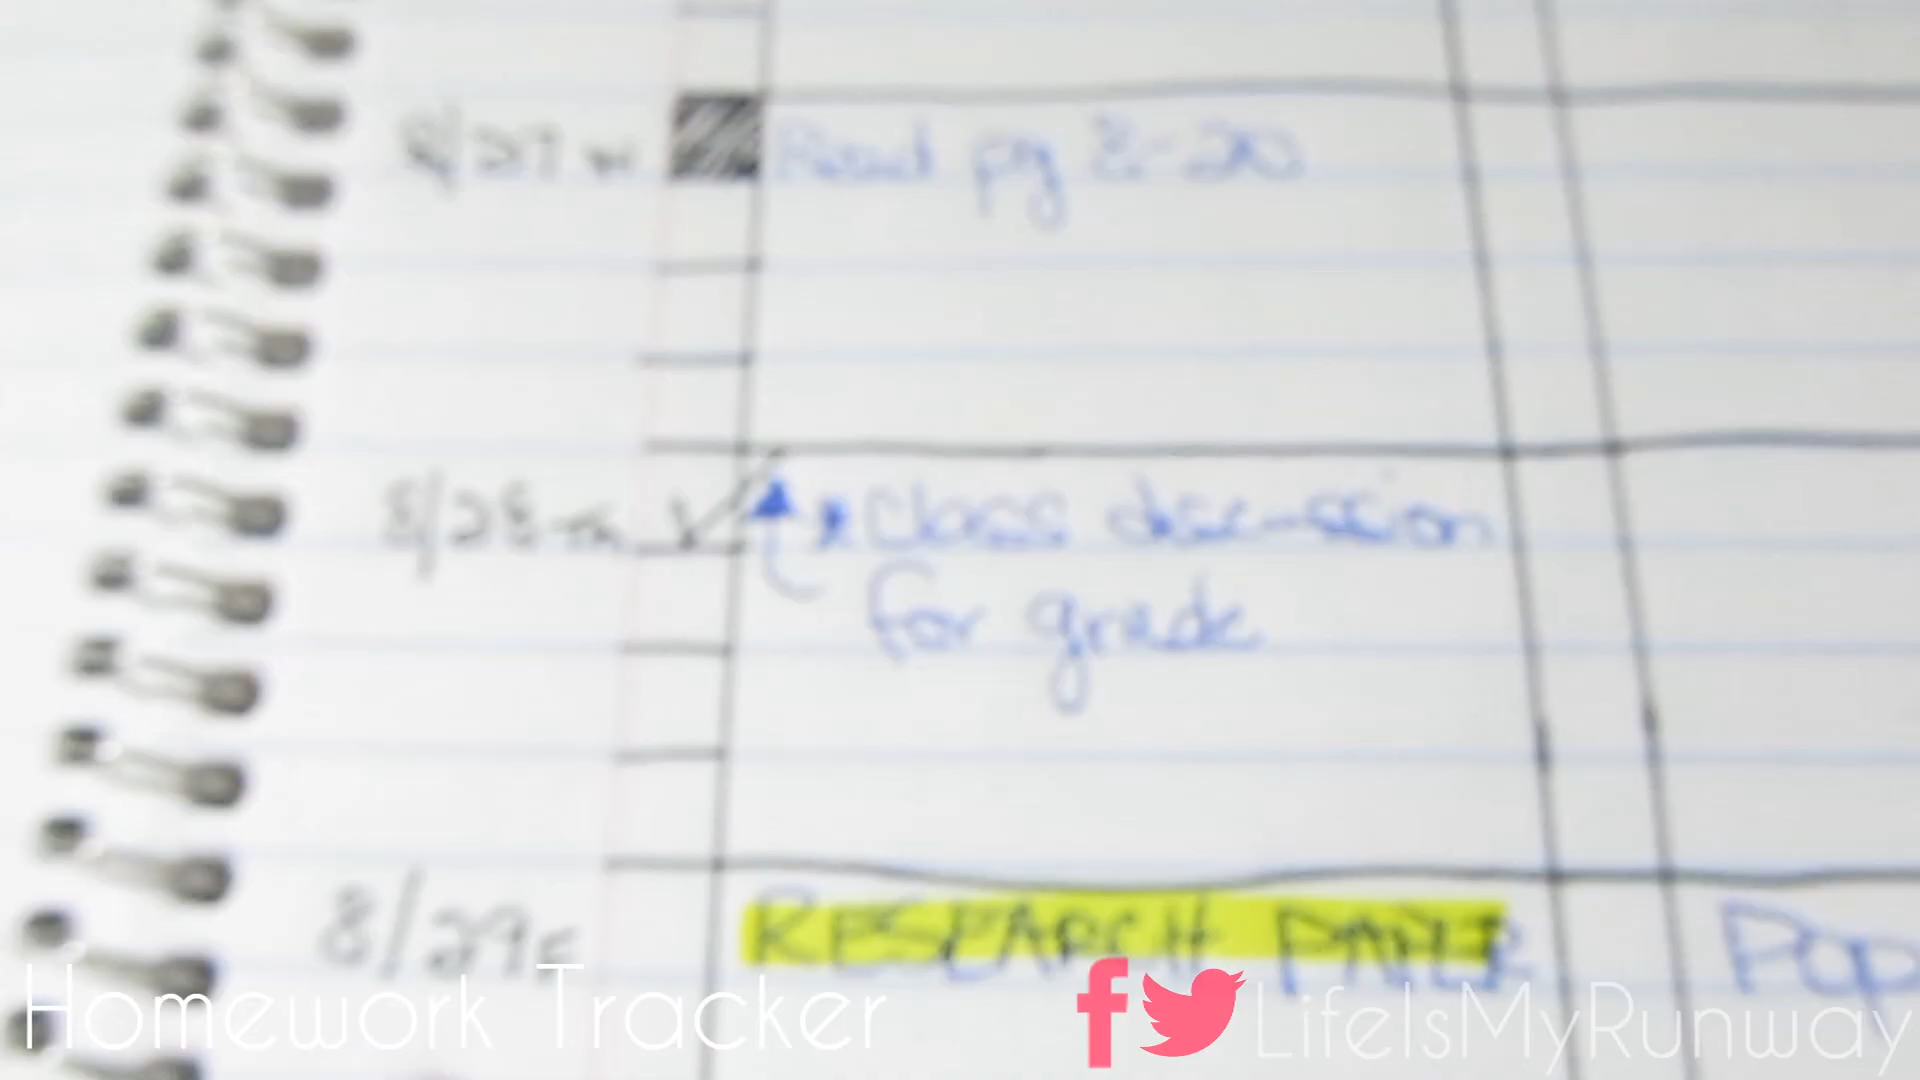 8/27 w Read pg 8-20
8/28 Th *Class discussion
for grade
8/29 F RESEARCH PAPER Pop
Homework Tracker LifeIsMyRunway